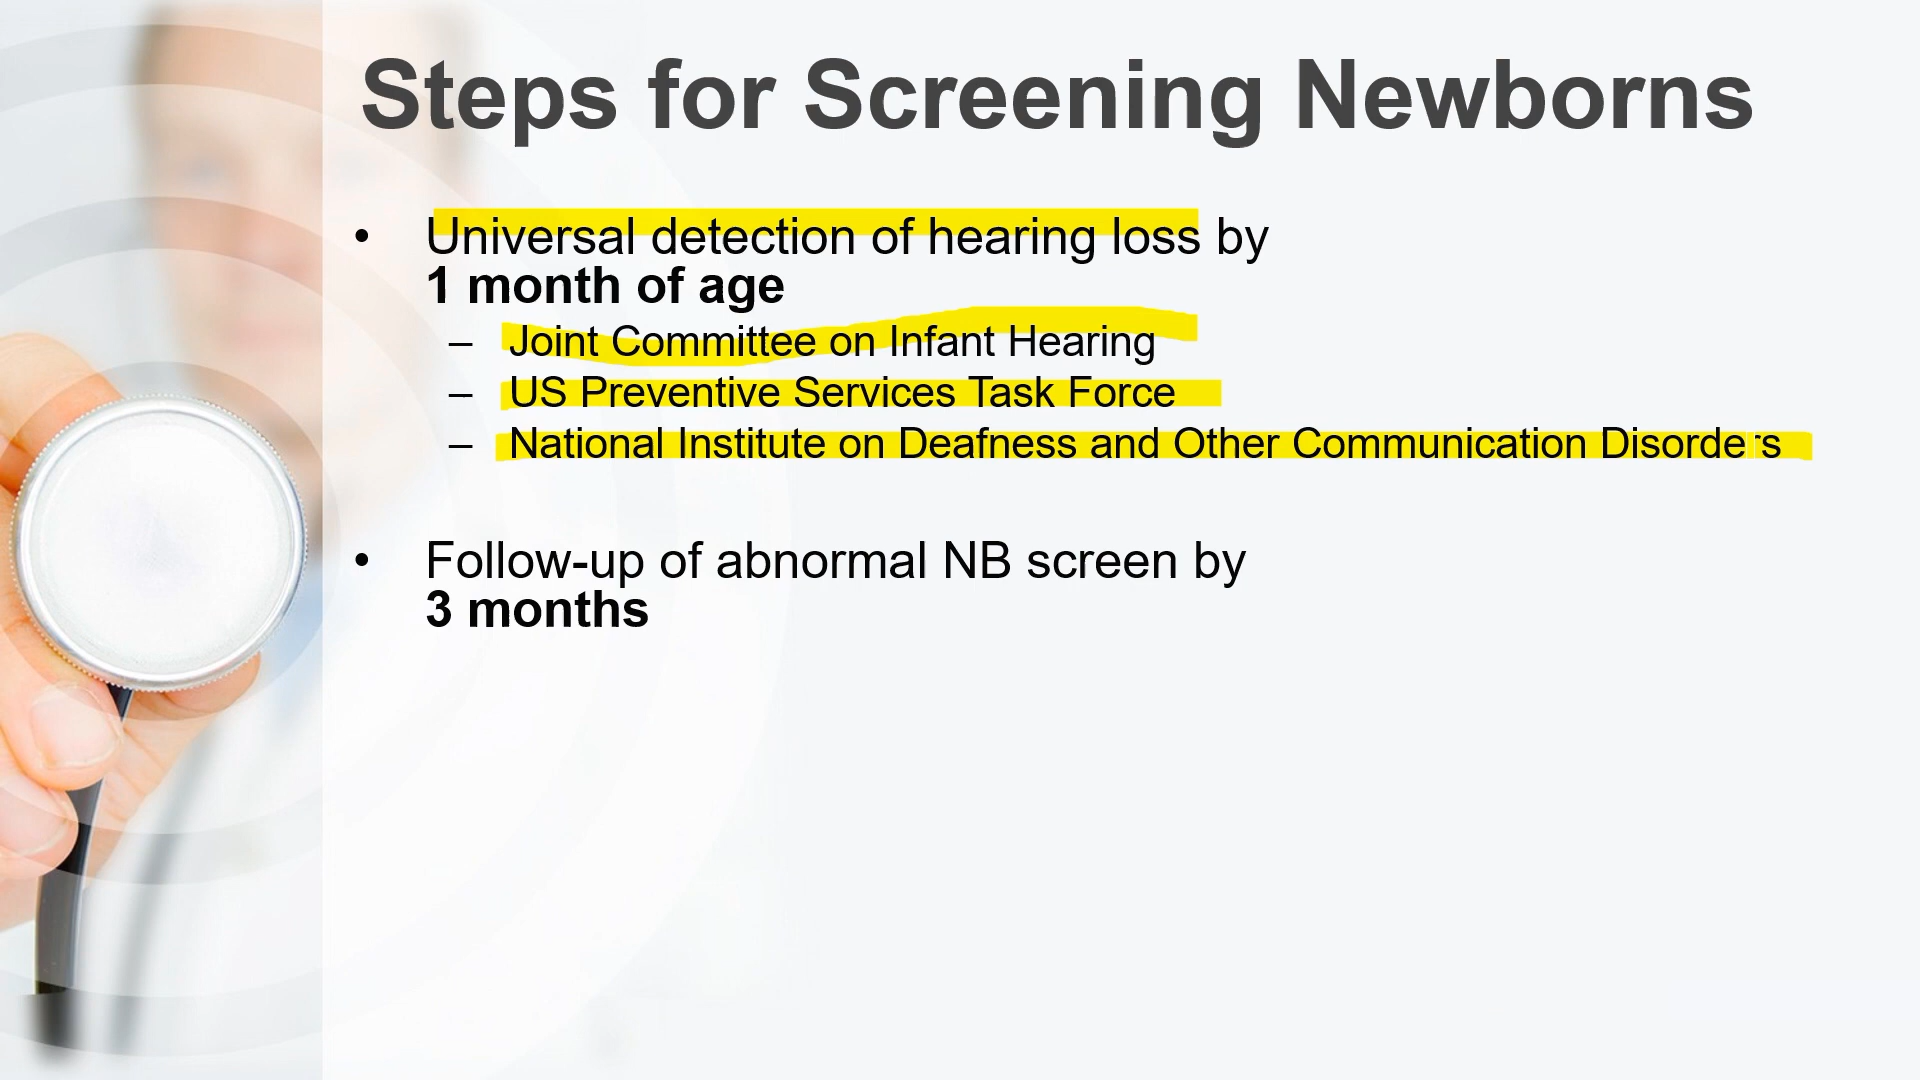 Steps for Screening Newborns
• Universal detection of hearing loss by
1 month of age
– Joint Committee on Infant Hearing
– US Preventive Services Task Force
– National Institute on Deafness and Other Communication Disorders
• Follow-up of abnormal NB screen by
3 months